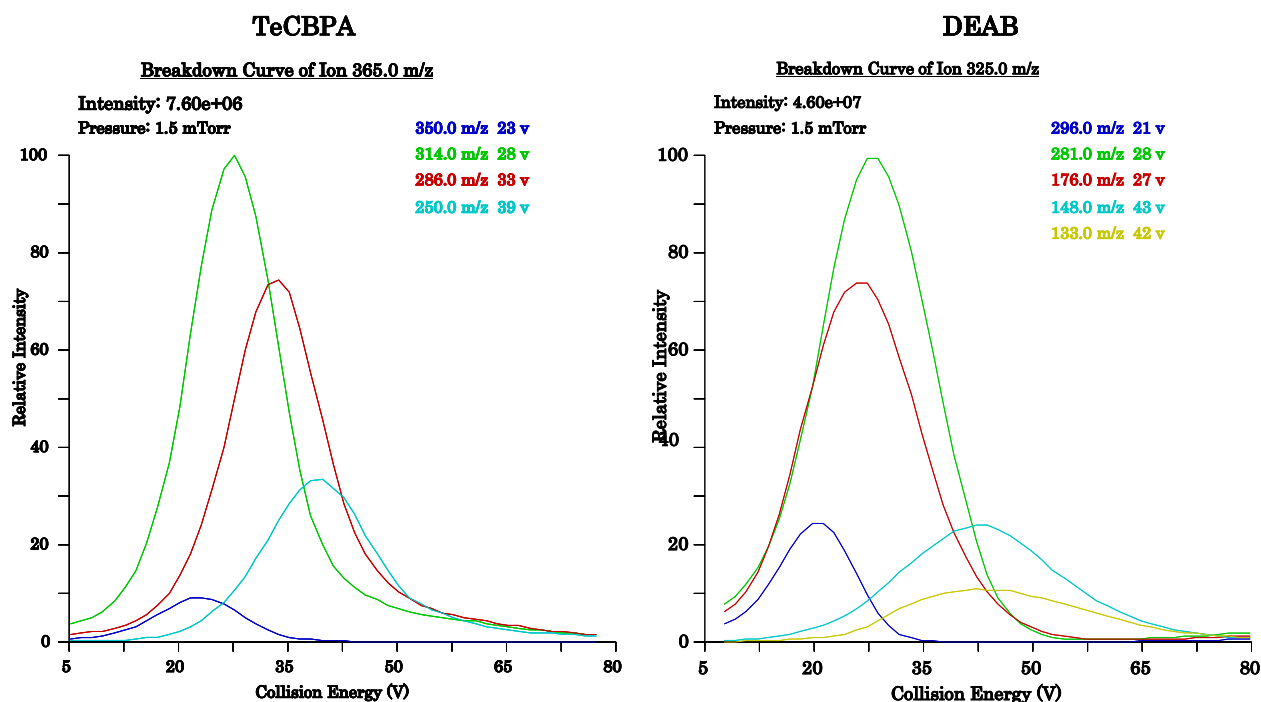 TeCBPA
Breakdown Curve of Ion 365.0 m/z
Intensity: 7.60e+06
Pressure: 1.5 mTorr
350.0 m/z 23 v
314.0 m/z 28 v
286.0 m/z 33 v
250.0 m/z 39 v
100
80
60
40
20
0
Relative Intensity
5 20 35 50 65 80
Collision Energy (V)
DEAB
Breakdown Curve of Ion 325.0 m/z
Intensity: 4.60e+07
Pressure: 1.5 mTorr
296.0 m/z 21 v
281.0 m/z 28 v
176.0 m/z 27 v
148.0 m/z 43 v
133.0 m/z 42 v
100
80
60
40
20
0
Relative Intensity
5 20 35 50 65 80
Collision Energy (V)